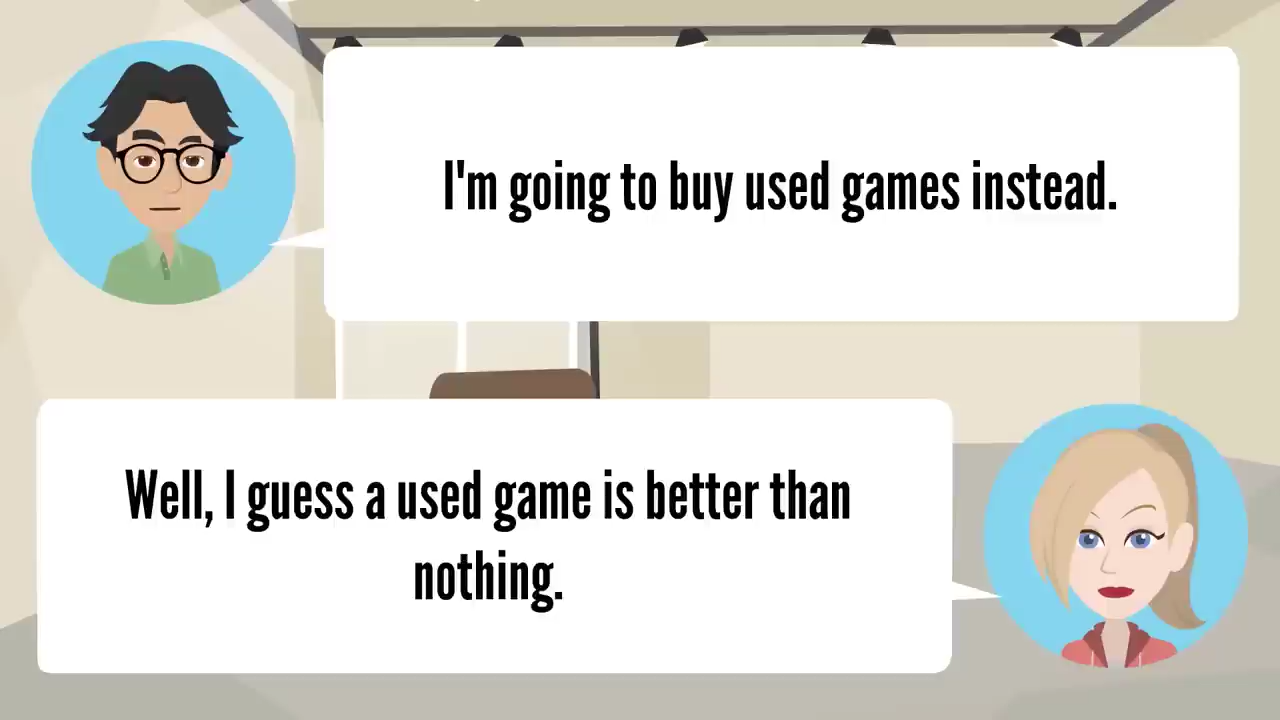 I'm going to buy used games instead.
Well, I guess a used game is better than
nothing.